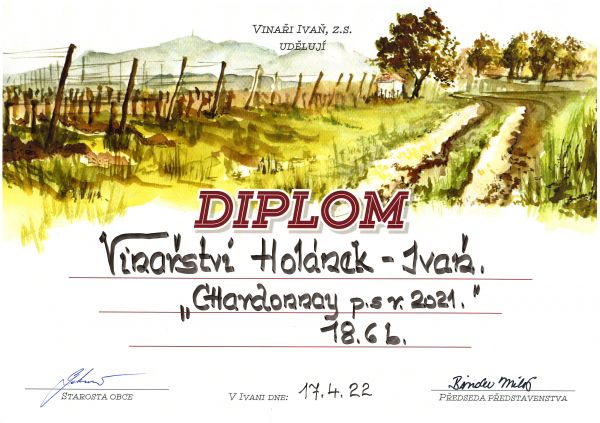 VINAŘI IVAŇ, Z.S.
UDĚLUJÍ
DIPLOM
Vinařství Holánek - Ivaň.
„Chardonnay p.s r. 2021."
18.6 b.
V IVANI DNE: 17.4.22
STAROSTA OBCE
Binder Miloš
PŘEDSEDA PŘEDSTAVENSTVA